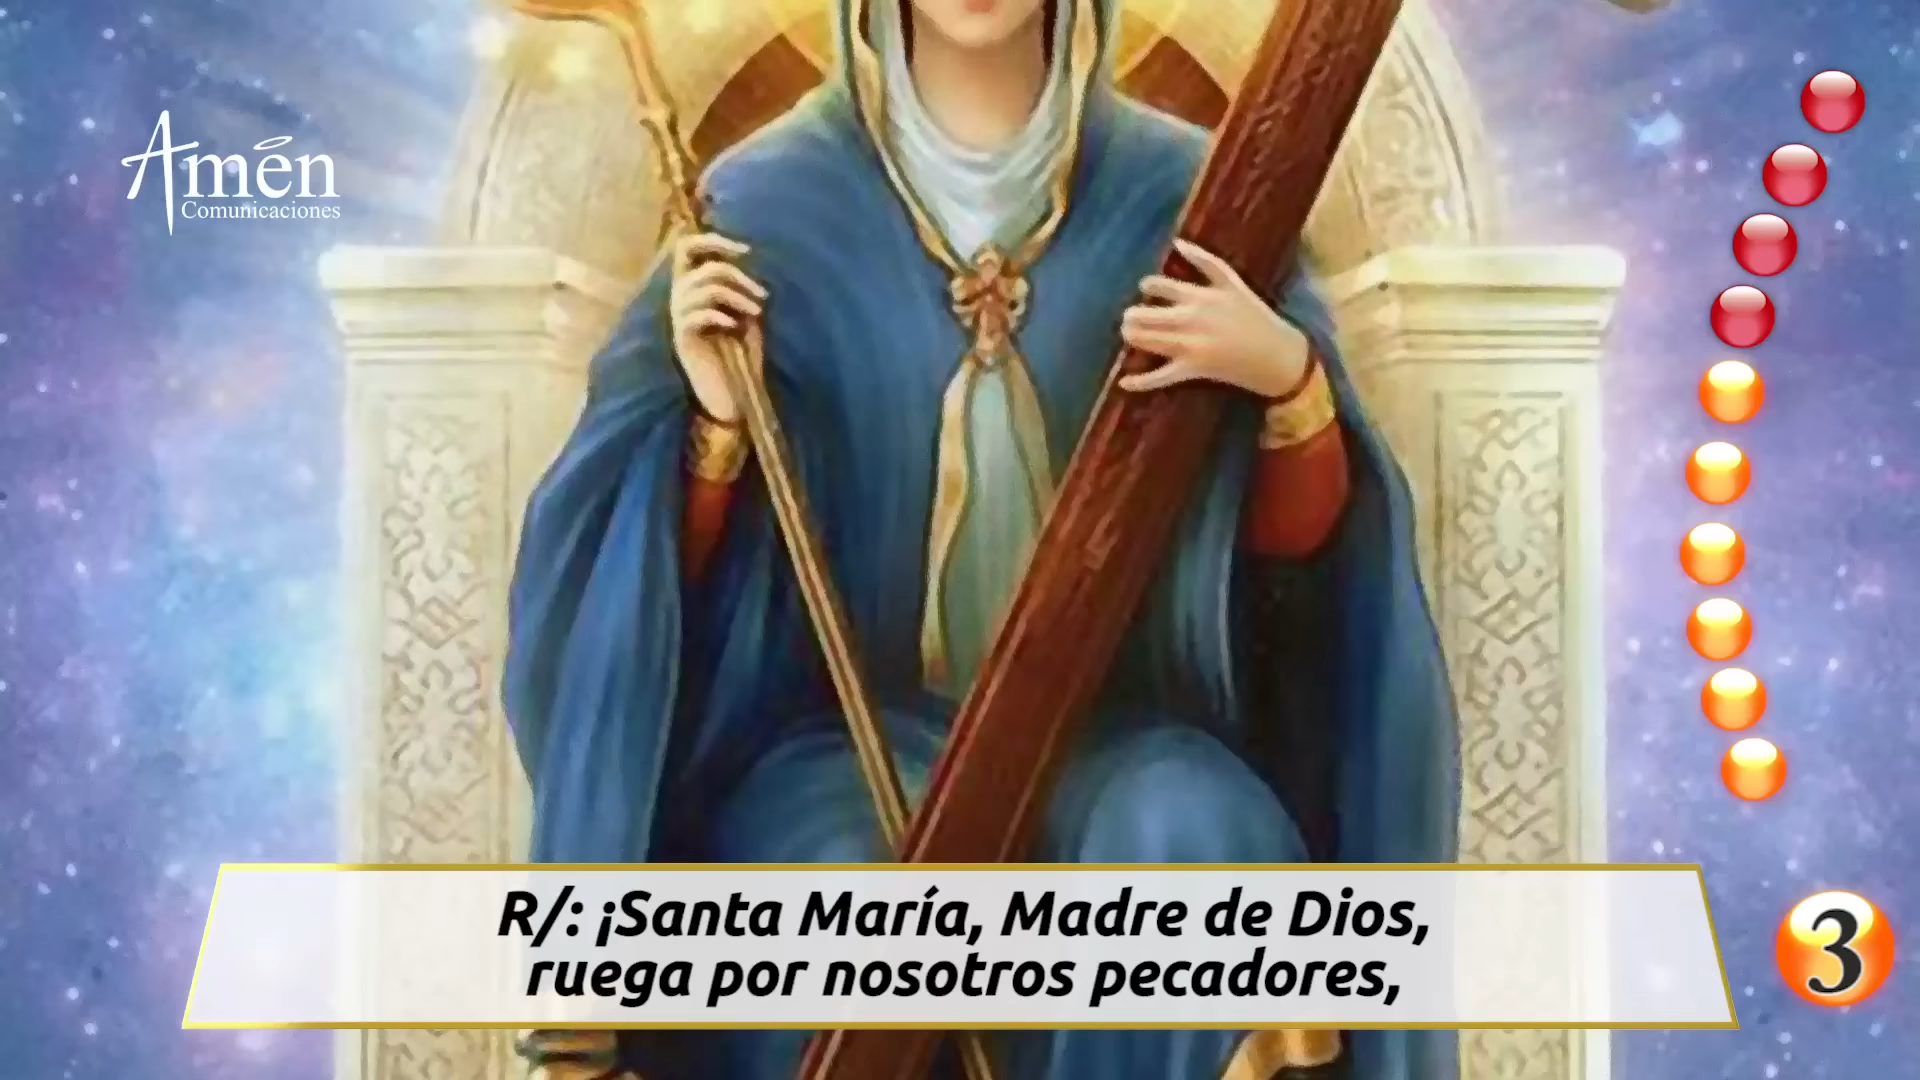 Amén
Comunicaciones
R/: ¡Santa María, Madre de Dios,
ruega por nosotros pecadores,
3